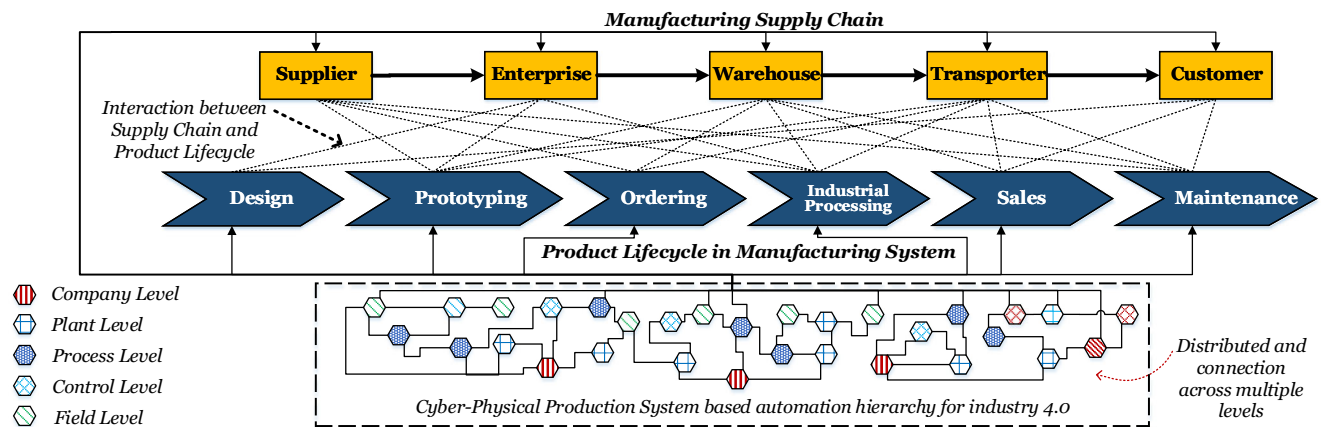 Manufacturing Supply Chain
Supplier
Enterprise
Warehouse
Transporter
Customer
Interaction between
Supply Chain and
Product Lifecycle
Design
Prototyping
Ordering
Industrial
Processing
Sales
Maintenance
Product Lifecycle in Manufacturing System
Company Level
Plant Level
Process Level
Control Level
Field Level
Distributed and
connection
across multiple
levels
Cyber-Physical Production System based automation hierarchy for industry 4.0